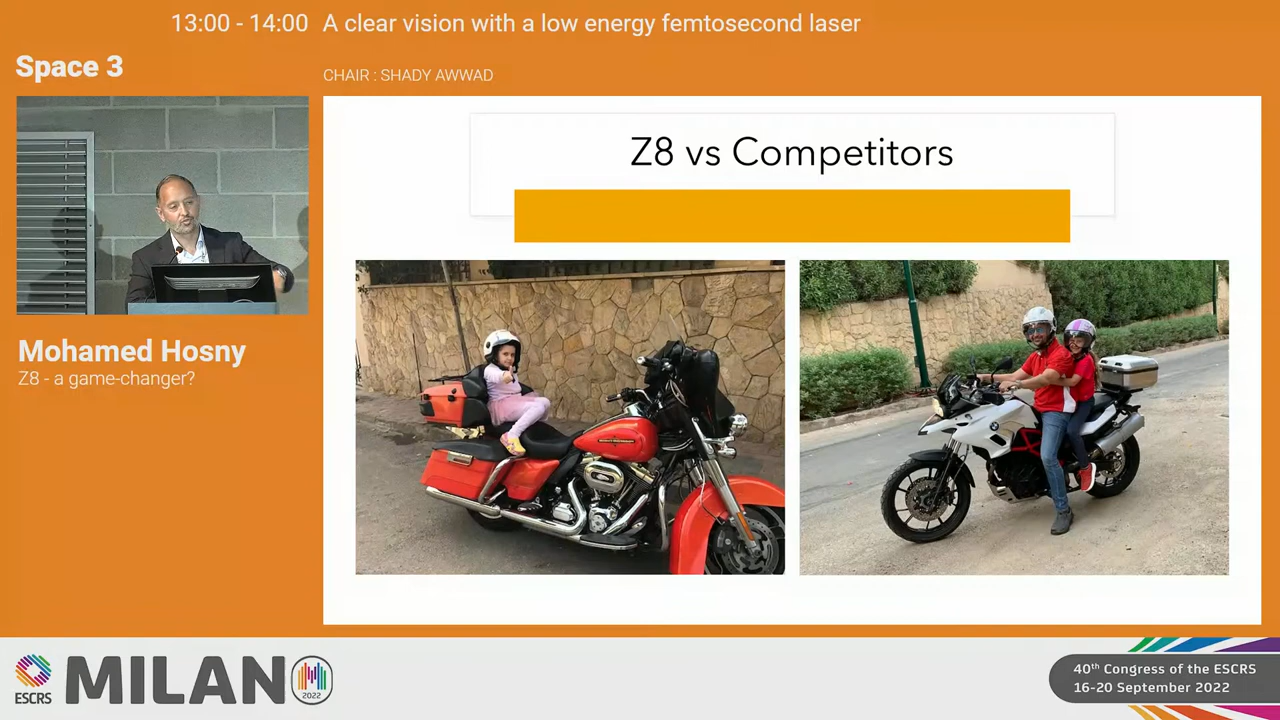 13:00 - 14:00 A clear vision with a low energy femtosecond laser
Space 3
CHAIR : SHADY AWWAD
Z8 vs Competitors
Mohamed Hosny
Z8 - a game-changer?
ESCRS
MILANO
2022
40th Congress of the ESCRS
16-20 September 2022